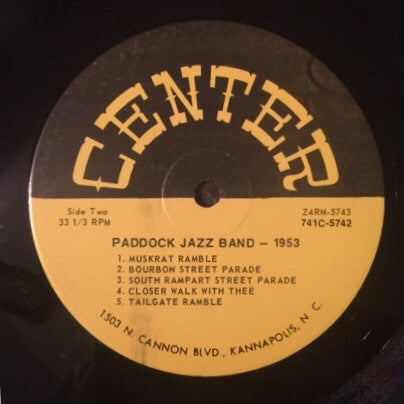 CENTER
Side Two
33 1/3 RPM
Z4RM-5743
741C-5742
PADDOCK JAZZ BAND – 1953
1. MUSKRAT RAMBLE
2. BOURBON STREET PARADE
3. SOUTH RAMPART STREET PARADE
4. CLOSER WALK WITH THEE
5. TAILGATE RAMBLE
1503 N. CANNON BLVD., KANNAPOLIS, N. C.